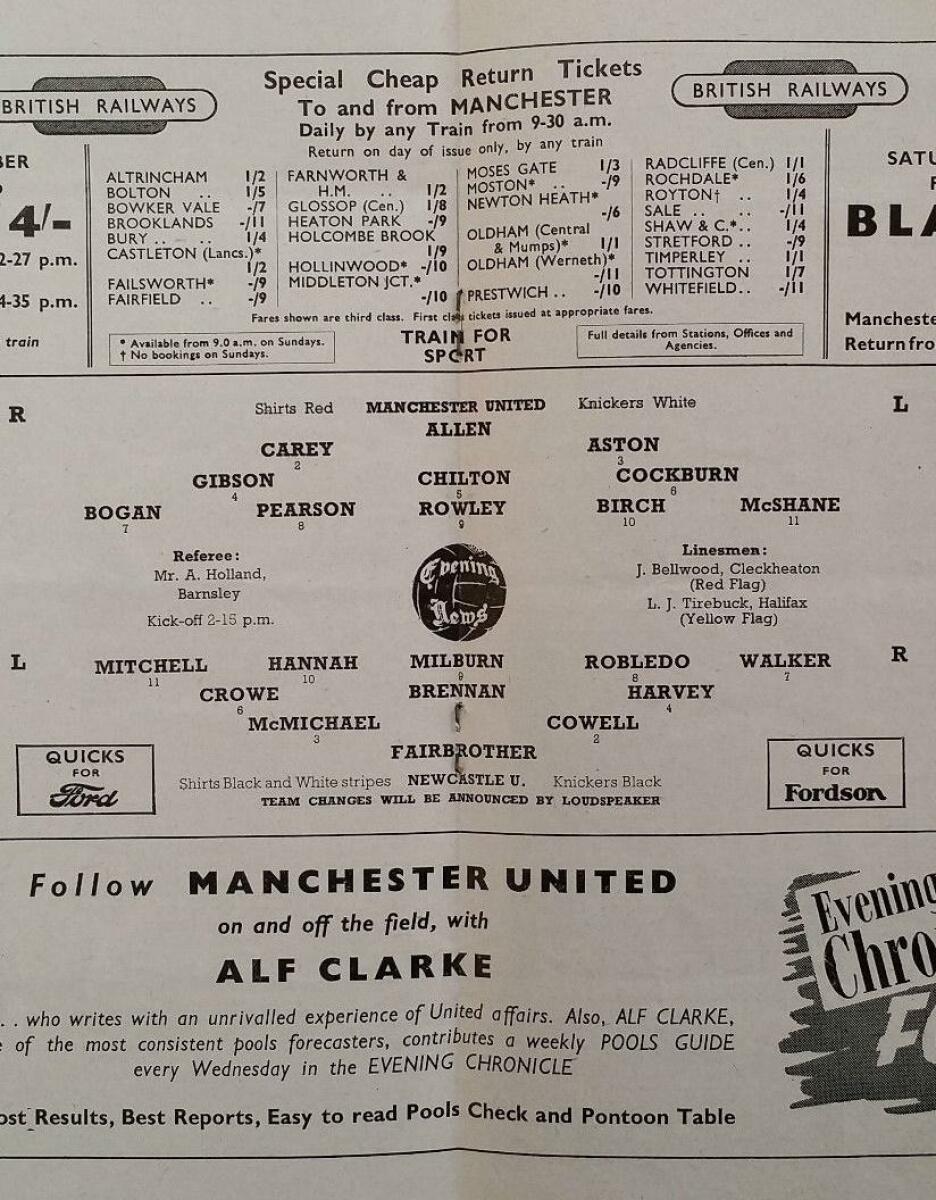 BRITISH RAILWAYS
Special Cheap Return Tickets
To and from MANCHESTER
Daily by any Train from 9-30 a.m.
Return on day of issue only, by any train
BRITISH RAILWAYS
4/-
2-27 p.m.
4-35 p.m.
train
ALTRINCHAM 1/2
BOLTON .. 1/5
BOWKER VALE -/7
BROOKLANDS -/11
BURY .. .. 1/4
CASTLETON (Lancs.)*
1/2
FAILSWORTH* -/9
FAIRFIELD .. -/9
FARNWORTH &
H.M. .. 1/2
GLOSSOP (Cen.) 1/8
HEATON PARK -/9
HOLCOMBE BROOK
1/9
HOLLINWOOD* -/10
MIDDLETON JCT.*
-/10
MOSES GATE 1/3
MOSTON* .. -/9
NEWTON HEATH*
-/6
OLDHAM (Central
& Mumps)* 1/1
OLDHAM (Werneth)*
-/11
PRESTWICH .. -/10
RADCLIFFE (Cen.) 1/1
ROCHDALE* 1/6
ROYTON† .. 1/4
SALE .. .. -/11
SHAW & C.*.. 1/4
STRETFORD .. -/9
TIMPERLEY .. 1/1
TOTTINGTON 1/7
WHITEFIELD.. -/11
Fares shown are third class. First class tickets issued at appropriate fares.
* Available from 9.0 a.m. on Sundays.
† No bookings on Sundays.
TRAIN FOR
SPORT
Full details from Stations, Offices and
Agencies.
SATU
BLA
Mancheste
Return fro
R
Shirts Red MANCHESTER UNITED Knickers White
L
ALLEN
CAREY ASTON
2 3
GIBSON CHILTON COCKBURN
4 5 6
BOGAN PEARSON ROWLEY BIRCH McSHANE
7 8 9 10 11
Referee:
Mr. A. Holland,
Barnsley
Kick-off 2-15 p.m.
Evening
News
Linesmen:
J. Bellwood, Cleckheaton
(Red Flag)
L. J. Tirebuck, Halifax
(Yellow Flag)
L
MITCHELL HANNAH MILBURN ROBLEDO WALKER
R
11 10 9 8 7
CROWE BRENNAN HARVEY
6 4
McMICHAEL COWELL
3 2
FAIRBROTHER
Shirts Black and White stripes NEWCASTLE U. Knickers Black
TEAM CHANGES WILL BE ANNOUNCED BY LOUDSPEAKER
QUICKS
FOR
Ford
QUICKS
FOR
Fordson
Follow MANCHESTER UNITED
on and off the field, with
ALF CLARKE
. . who writes with an unrivalled experience of United affairs. Also, ALF CLARKE,
of the most consistent pools forecasters, contributes a weekly POOLS GUIDE
every Wednesday in the EVENING CHRONICLE
Results, Best Reports, Easy to read Pools Check and Pontoon Table
Evening
Chro